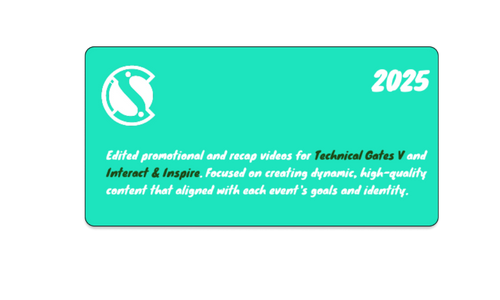 2025
Edited promotional and recap videos for Technical Gates V and
Interact & Inspire. Focused on creating dynamic, high-quality
content that aligned with each event's goals and identity.